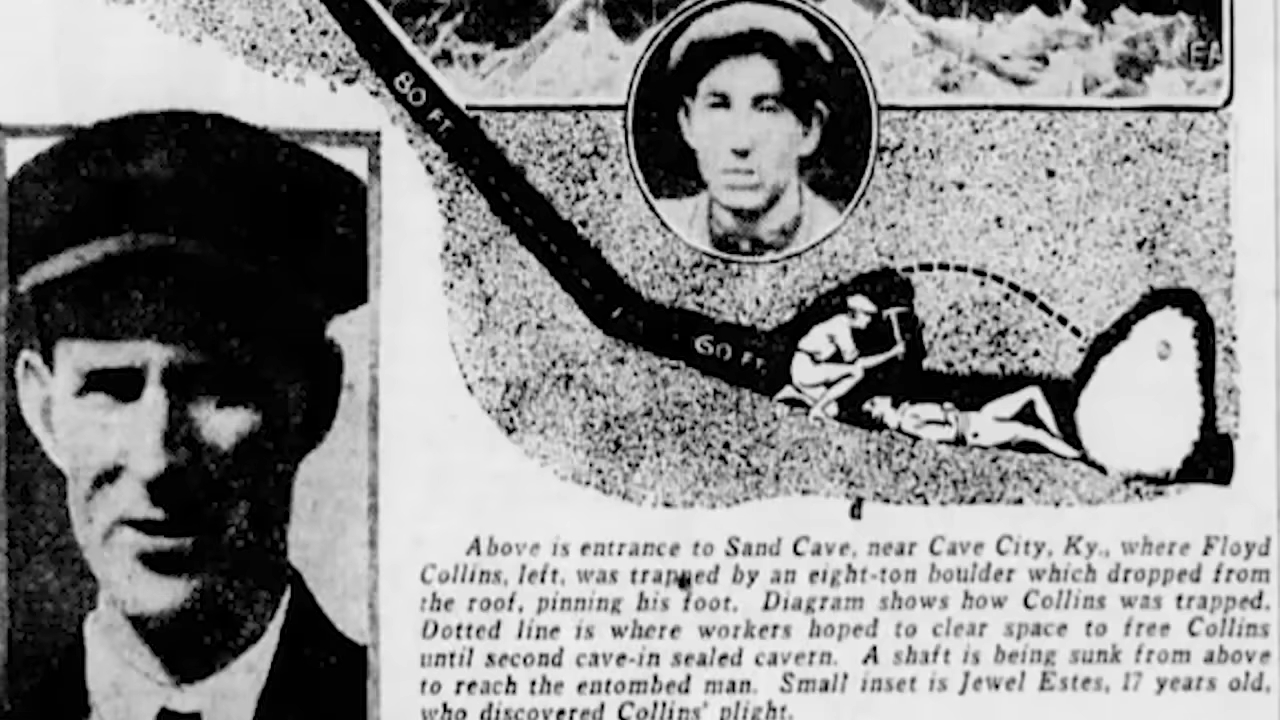 EA
80 FT.
60 FT.
Above is entrance to Sand Cave, near Cave City, Ky., where Floyd
Collins, left, was trapped by an eight-ton boulder which dropped from
the roof, pinning his foot. Diagram shows how Collins was trapped.
Dotted line is where workers hoped to clear space to free Collins
until second cave-in sealed cavern. A shaft is being sunk from above
to reach the entombed man. Small inset is Jewel Estes, 17 years old,
who discovered Collins' plight.